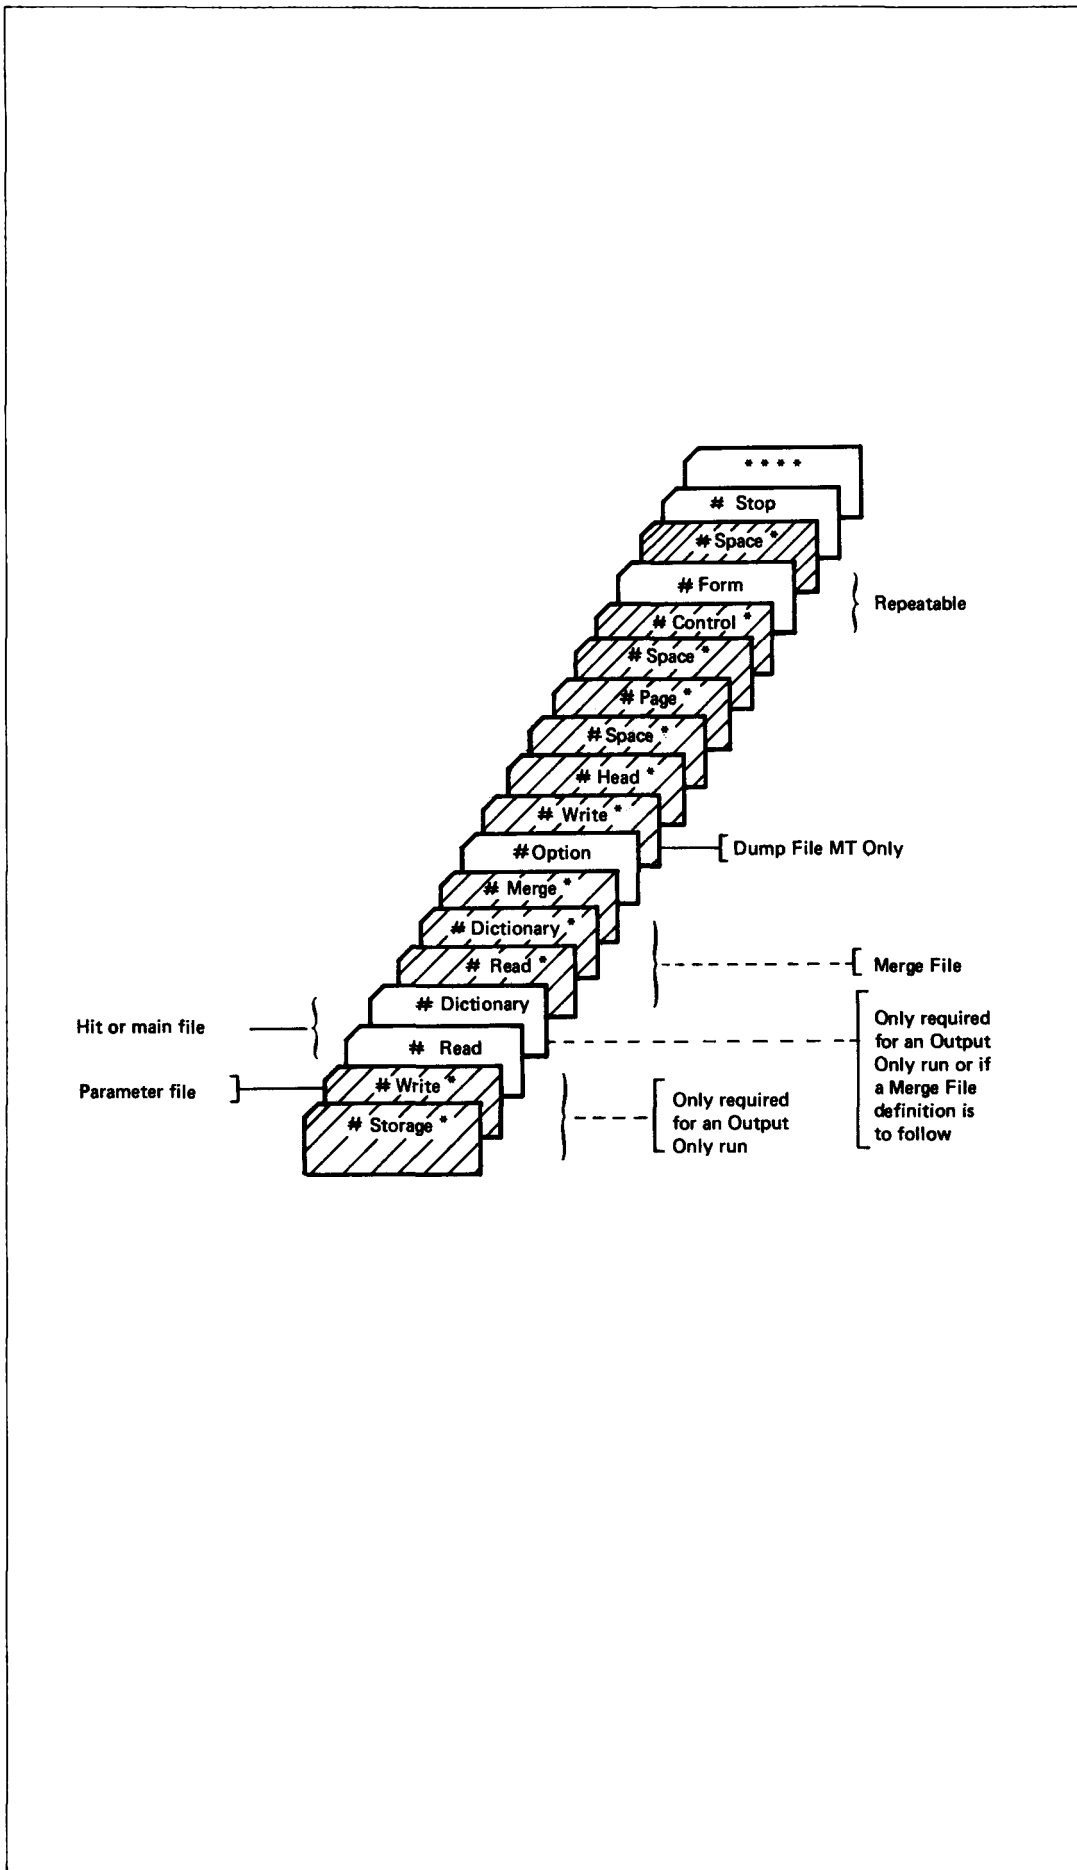 * * * *
# Stop
# Space *
# Form
Repeatable
# Control *
# Space *
# Page *
# Space *
# Head *
# Write *
# Option
Dump File MT Only
# Merge *
# Dictionary *
# Read *
Merge File
# Dictionary
Hit or main file
# Read
Only required
for an Output
Only run or if
a Merge File
definition is
to follow
Parameter file
# Write *
# Storage *
Only required
for an Output
Only run